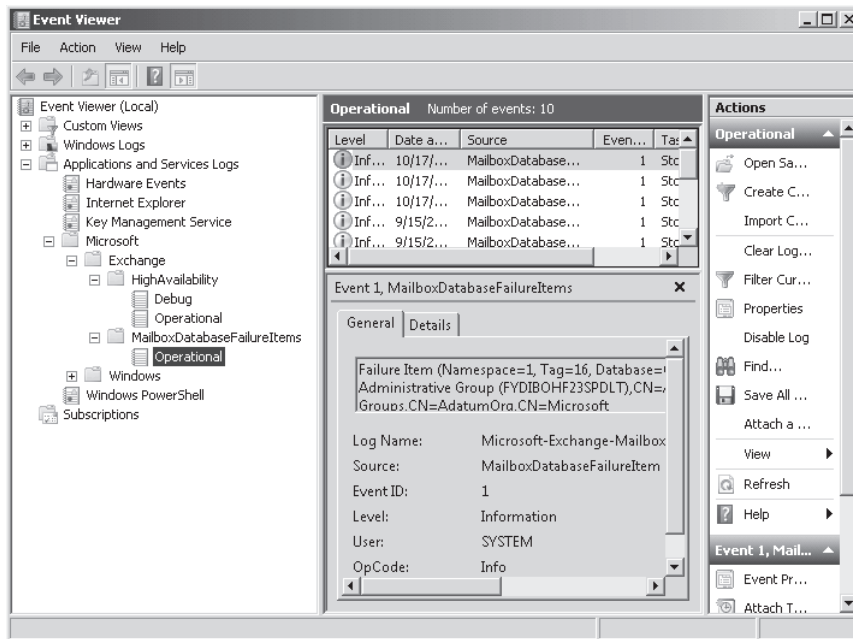 Event Viewer
File Action View Help
Event Viewer (Local)
Custom Views
Windows Logs
Applications and Services Logs
Hardware Events
Internet Explorer
Key Management Service
Microsoft
Exchange
HighAvailability
Debug
Operational
MailboxDatabaseFailureItems
Operational
Windows
Windows PowerShell
Subscriptions
Operational Number of events: 10
Level Date a... Source Even... Tas
Inf... 10/17/... MailboxDatabase... 1 Sto
Inf... 10/17/... MailboxDatabase... 1 Sto
Inf... 10/17/... MailboxDatabase... 1 Sto
Inf... 9/15/2... MailboxDatabase... 1 Sto
Inf... 9/15/2... MailboxDatabase... 1 Sto
Event 1, MailboxDatabaseFailureItems
General Details
Failure Item (Namespace=1, Tag=16, Database=
Administrative Group (FYDIBOHF23SPDLT),CN=
Groups,CN=AdatumOrg,CN=Microsoft
Log Name: Microsoft-Exchange-Mailbox
Source: MailboxDatabaseFailureItem
Event ID: 1
Level: Information
User: SYSTEM
OpCode: Info
Actions
Operational
Open Sa...
Create C...
Import C...
Clear Log...
Filter Cur...
Properties
Disable Log
Find...
Save All ...
Attach a ...
View
Refresh
Help
Event 1, Mail...
Event Pr...
Attach T...